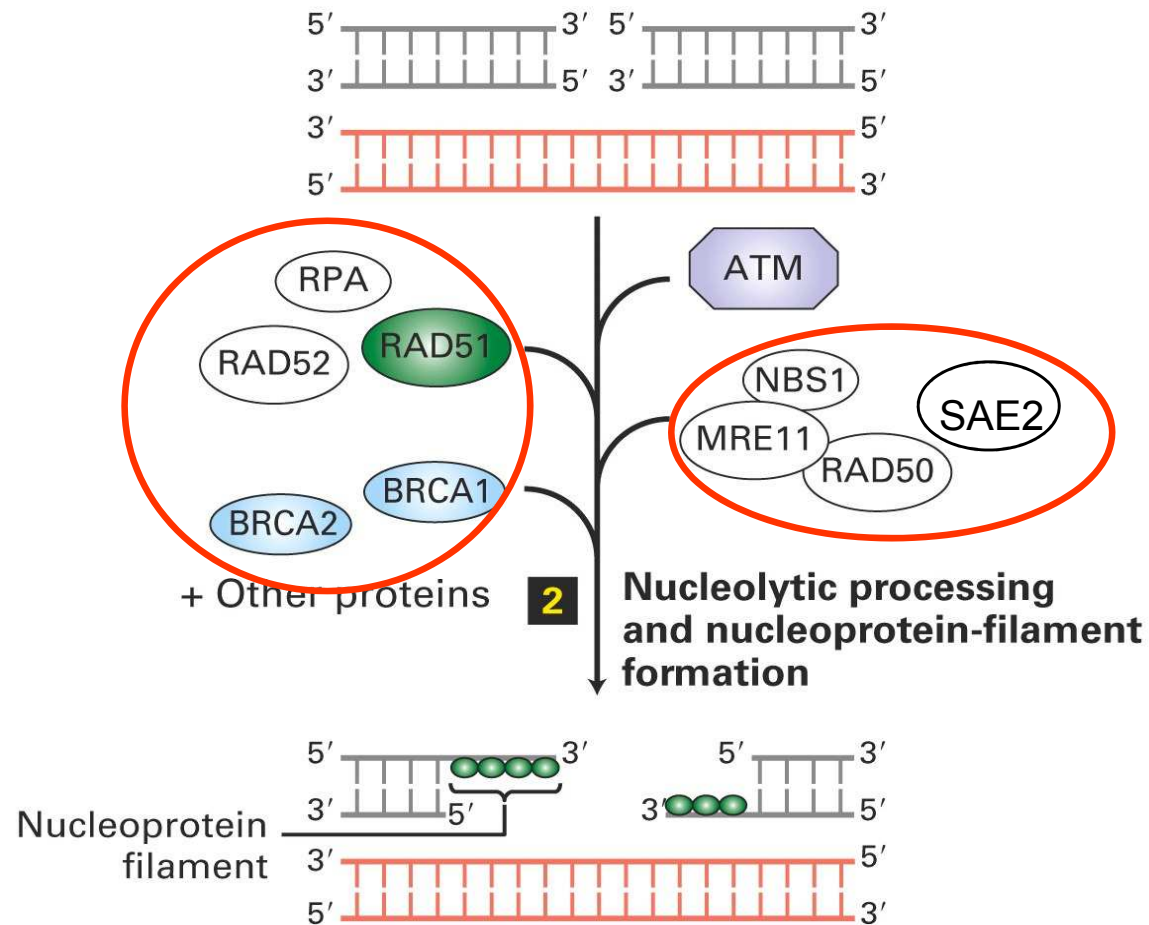 5′ 3′ 5′ 3′
3′ 5′ 3′ 5′
3′ 5′
5′ 3′
RPA
RAD52
RAD51
BRCA1
BRCA2
+ Other proteins
ATM
NBS1
MRE11
RAD50
SAE2
2
Nucleolytic processing
and nucleoprotein-filament
formation
5′ 3′ 5′ 3′
3′ 5′ 3′ 5′
Nucleoprotein
filament
3′ 5′
5′ 3′